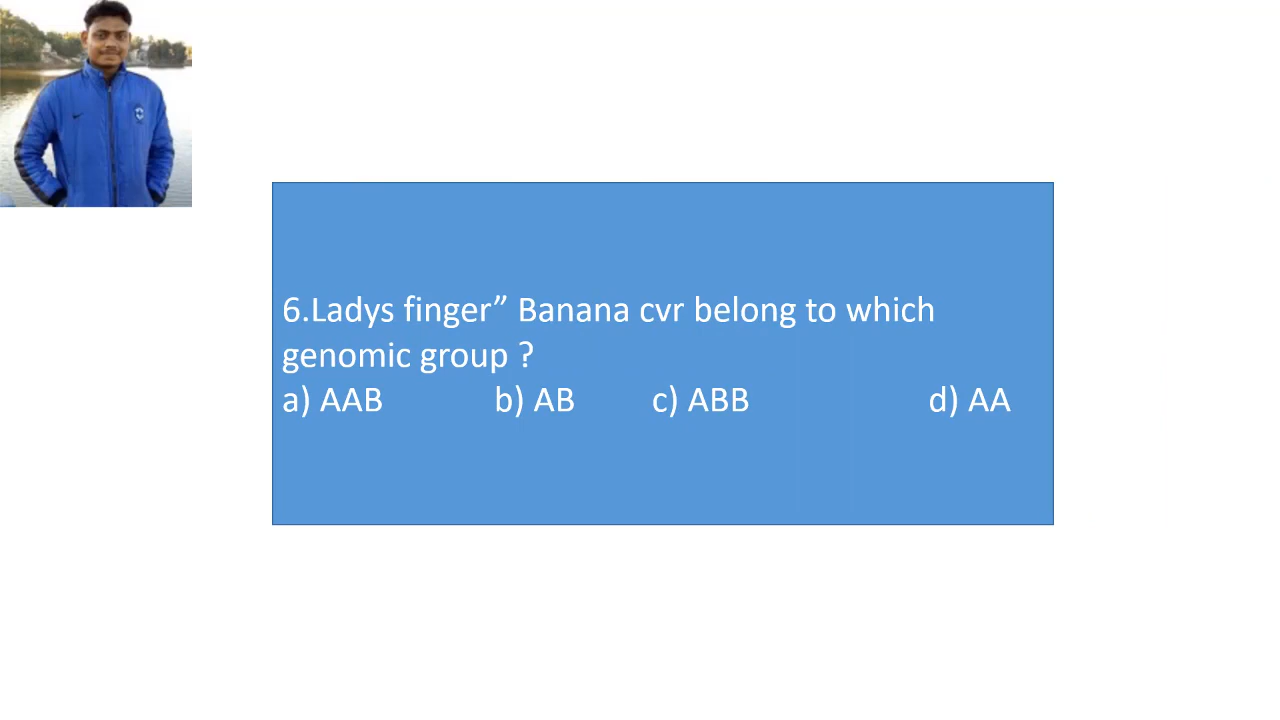 6.Ladys finger” Banana cvr belong to which
genomic group ?
a) AAB b) AB c) ABB d) AA